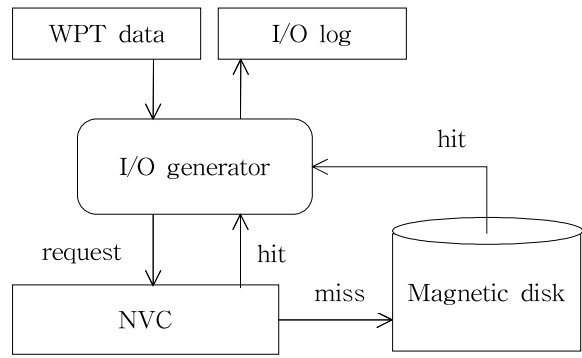 WPT data
I/O log
hit
I/O generator
request
hit
miss
Magnetic disk
NVC